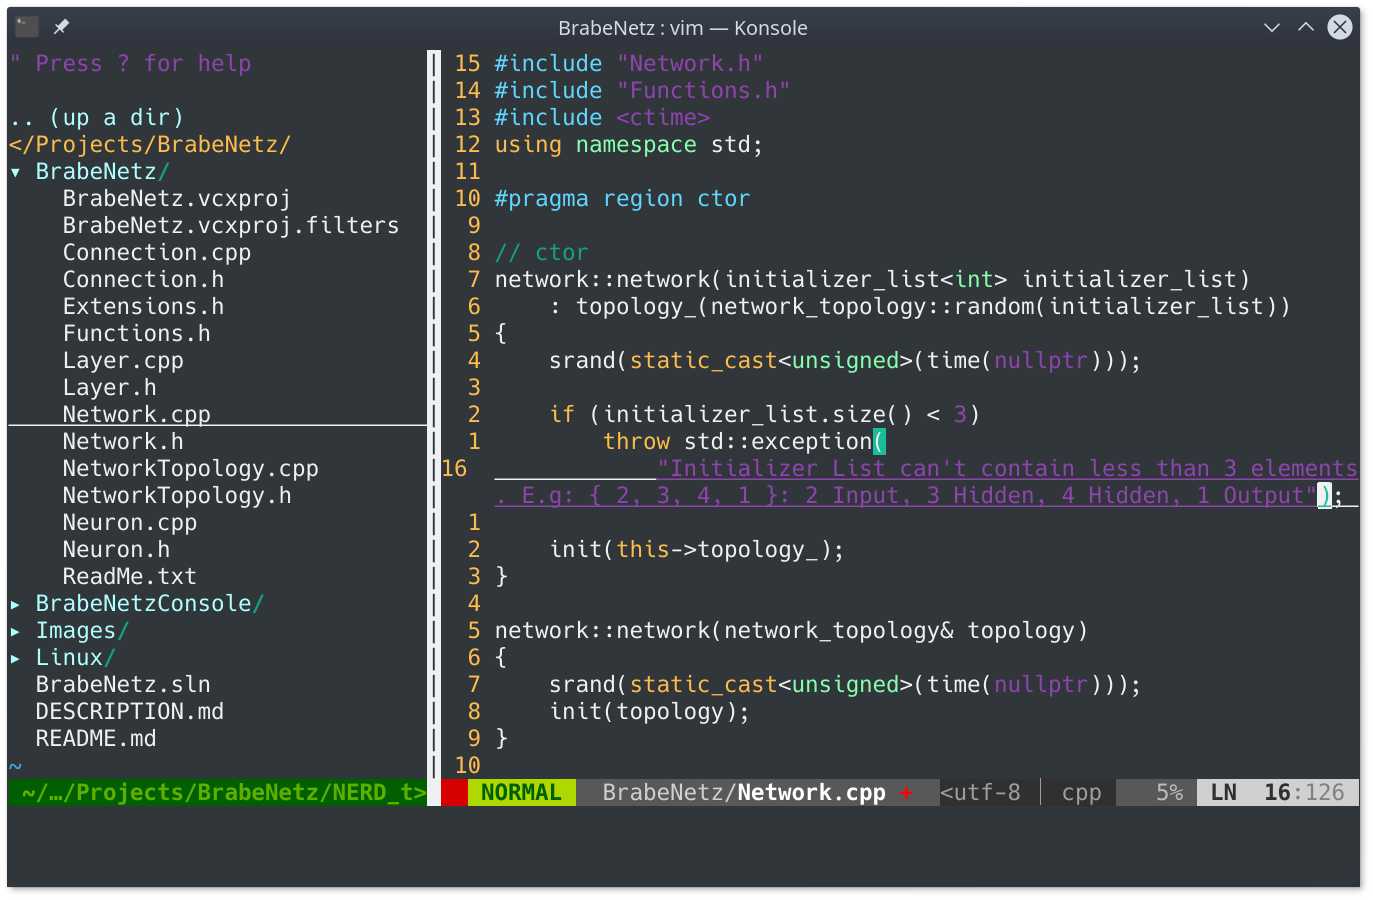 BrabeNetz : vim — Konsole
" Press ? for help
.. (up a dir)
</Projects/BrabeNetz/
▾ BrabeNetz/
BrabeNetz.vcxproj
BrabeNetz.vcxproj.filters
Connection.cpp
Connection.h
Extensions.h
Functions.h
Layer.cpp
Layer.h
Network.cpp
Network.h
NetworkTopology.cpp
NetworkTopology.h
Neuron.cpp
Neuron.h
ReadMe.txt
▸ BrabeNetzConsole/
▸ Images/
▸ Linux/
BrabeNetz.sln
DESCRIPTION.md
README.md
~
~/…/Projects/BrabeNetz/NERD_t>
15 #include "Network.h"
14 #include "Functions.h"
13 #include <ctime>
12 using namespace std;
11
10 #pragma region ctor
9
8 // ctor
7 network::network(initializer_list<int> initializer_list)
6     : topology_(network_topology::random(initializer_list))
5 {
4     srand(static_cast<unsigned>(time(nullptr)));
3
2     if (initializer_list.size() < 3)
1         throw std::exception(
16             "Initializer List can't contain less than 3 elements
. E.g: { 2, 3, 4, 1 }: 2 Input, 3 Hidden, 4 Hidden, 1 Output");
1
2     init(this->topology_);
3 }
4
5 network::network(network_topology& topology)
6 {
7     srand(static_cast<unsigned>(time(nullptr)));
8     init(topology);
9 }
10
NORMAL BrabeNetz/Network.cpp + <utf-8 │ cpp 5% LN 16:126